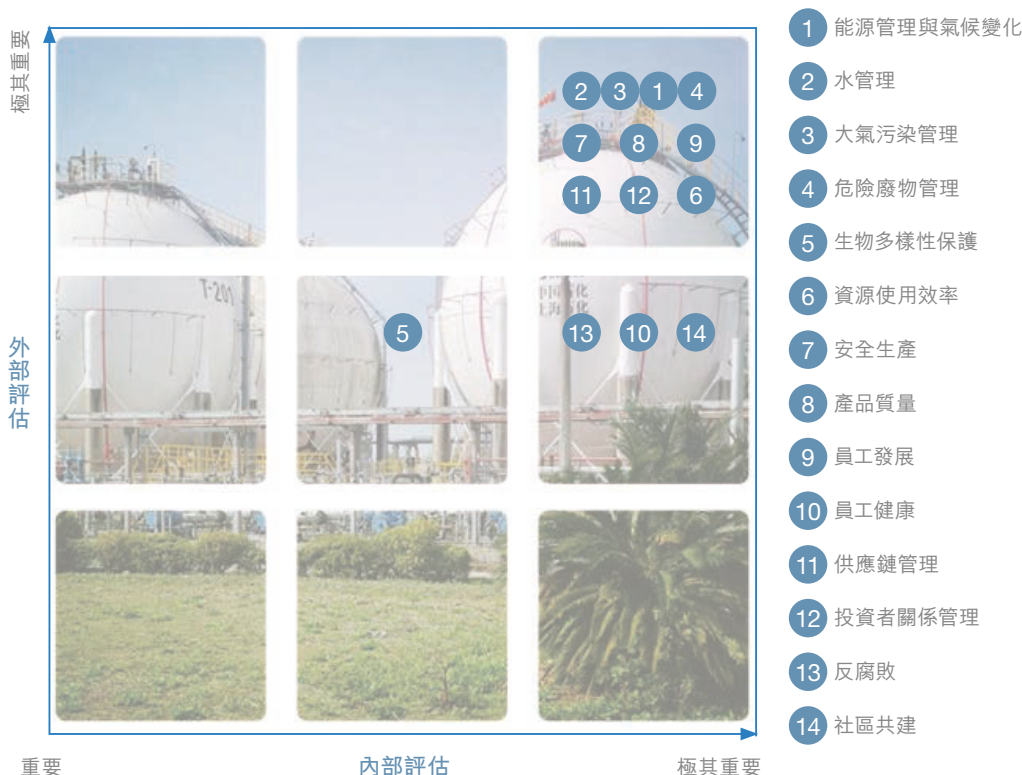 極其重要
外部評估
2 3 1 4
7 8 9
11 12 6
T-201
5
13 10 14
重要
內部評估
極其重要
1 能源管理與氣候變化
2 水管理
3 大氣污染管理
4 危險廢物管理
5 生物多樣性保護
6 資源使用效率
7 安全生產
8 產品質量
9 員工發展
10 員工健康
11 供應鏈管理
12 投資者關係管理
13 反腐敗
14 社區共建